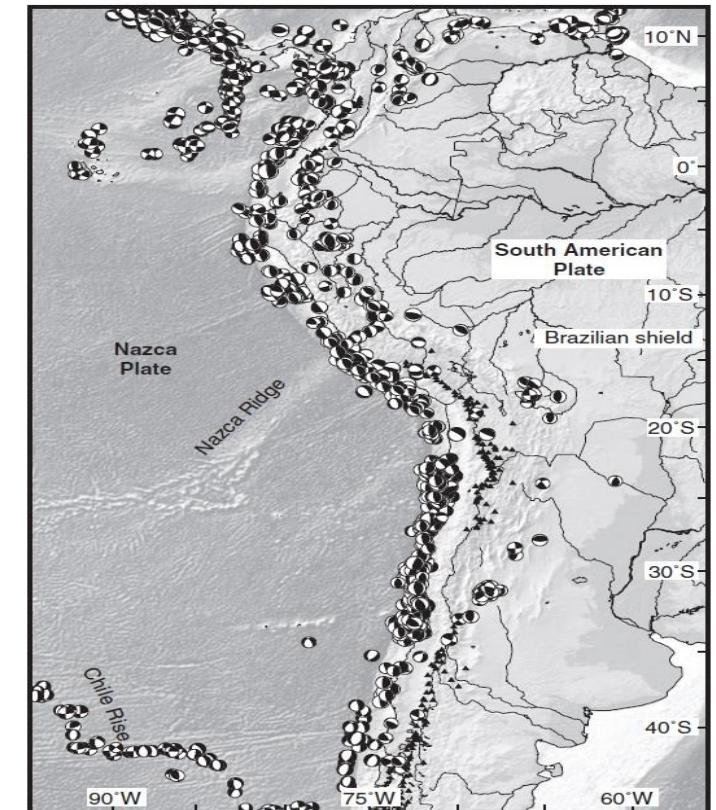 10˚N
0˚
South American
Plate
10˚S
Brazilian shield
Nazca
Plate
Nazca Ridge
20˚S
30˚S
Chile Rise
40˚S
90˚W
75˚W
60˚W